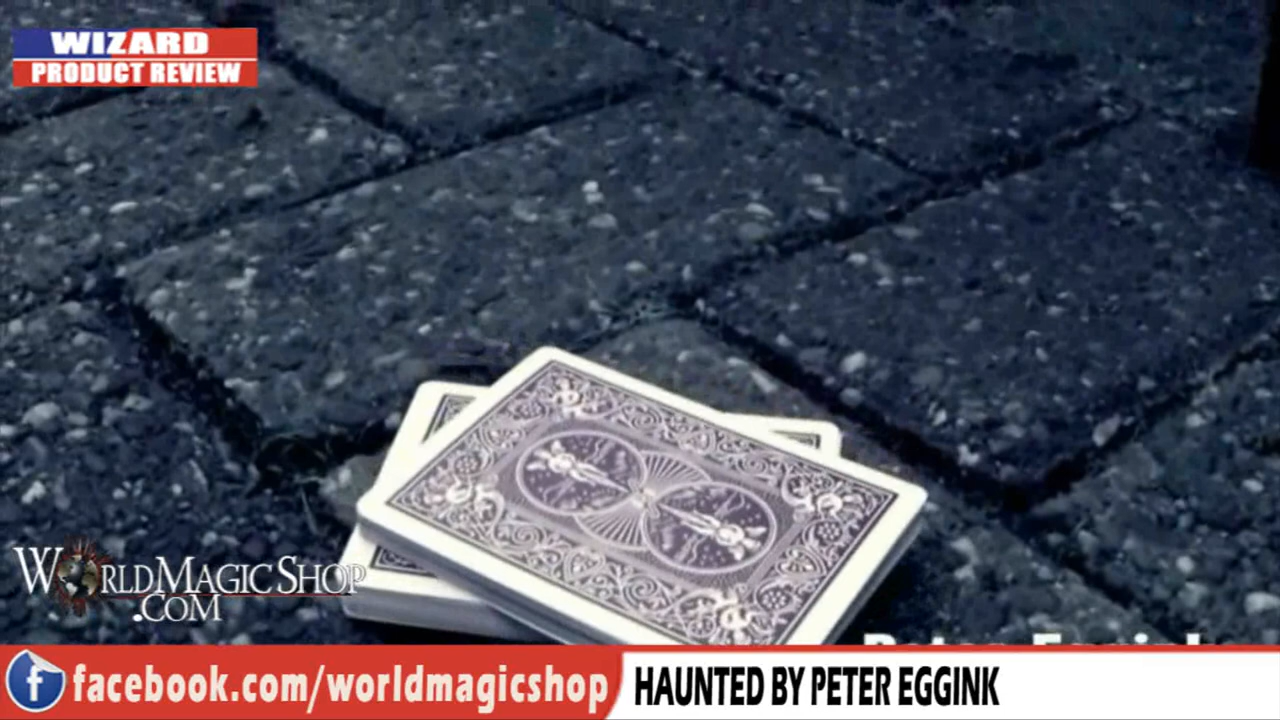 WIZARD
PRODUCT REVIEW
WORLDMAGICSHOP
.COM
facebook.com/worldmagicshop
HAUNTED BY PETER EGGINK